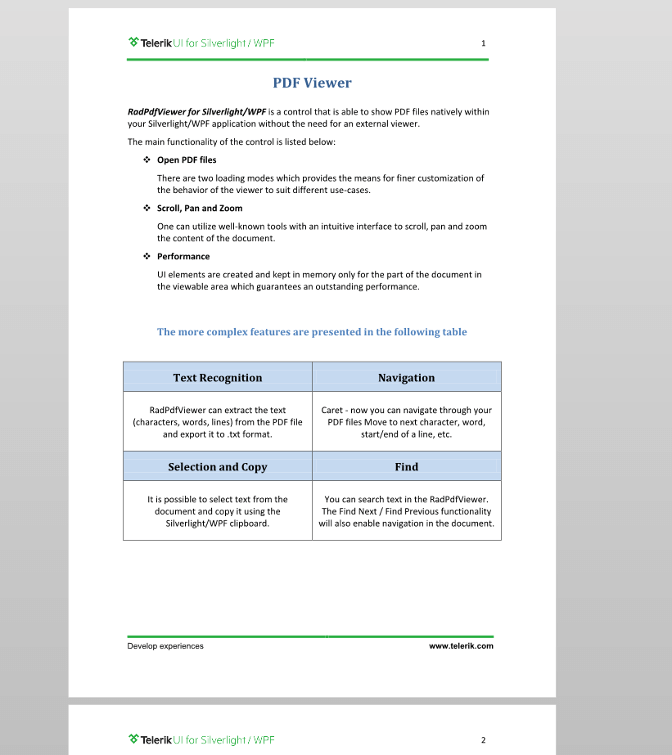 Telerik UI for Silverlight / WPF 1
PDF Viewer
RadPdfViewer for Silverlight/WPF is a control that is able to show PDF files natively within
your Silverlight/WPF application without the need for an external viewer.
The main functionality of the control is listed below:
❖ Open PDF files
There are two loading modes which provides the means for finer customization of
the behavior of the viewer to suit different use-cases.
❖ Scroll, Pan and Zoom
One can utilize well-known tools with an intuitive interface to scroll, pan and zoom
the content of the document.
❖ Performance
UI elements are created and kept in memory only for the part of the document in
the viewable area which guarantees an outstanding performance.
The more complex features are presented in the following table
Text Recognition
Navigation
RadPdfViewer can extract the text
(characters, words, lines) from the PDF file
and export it to .txt format.
Caret - now you can navigate through your
PDF files Move to next character, word,
start/end of a line, etc.
Selection and Copy
Find
It is possible to select text from the
document and copy it using the
Silverlight/WPF clipboard.
You can search text in the RadPdfViewer.
The Find Next / Find Previous functionality
will also enable navigation in the document.
Develop experiences www.telerik.com
Telerik UI for Silverlight / WPF 2